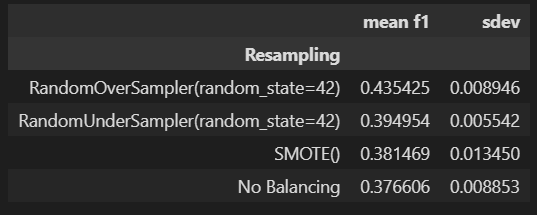 mean f1 sdev
Resampling
RandomOverSampler(random_state=42) 0.435425 0.008946
RandomUnderSampler(random_state=42) 0.394954 0.005542
SMOTE() 0.381469 0.013450
No Balancing 0.376606 0.008853